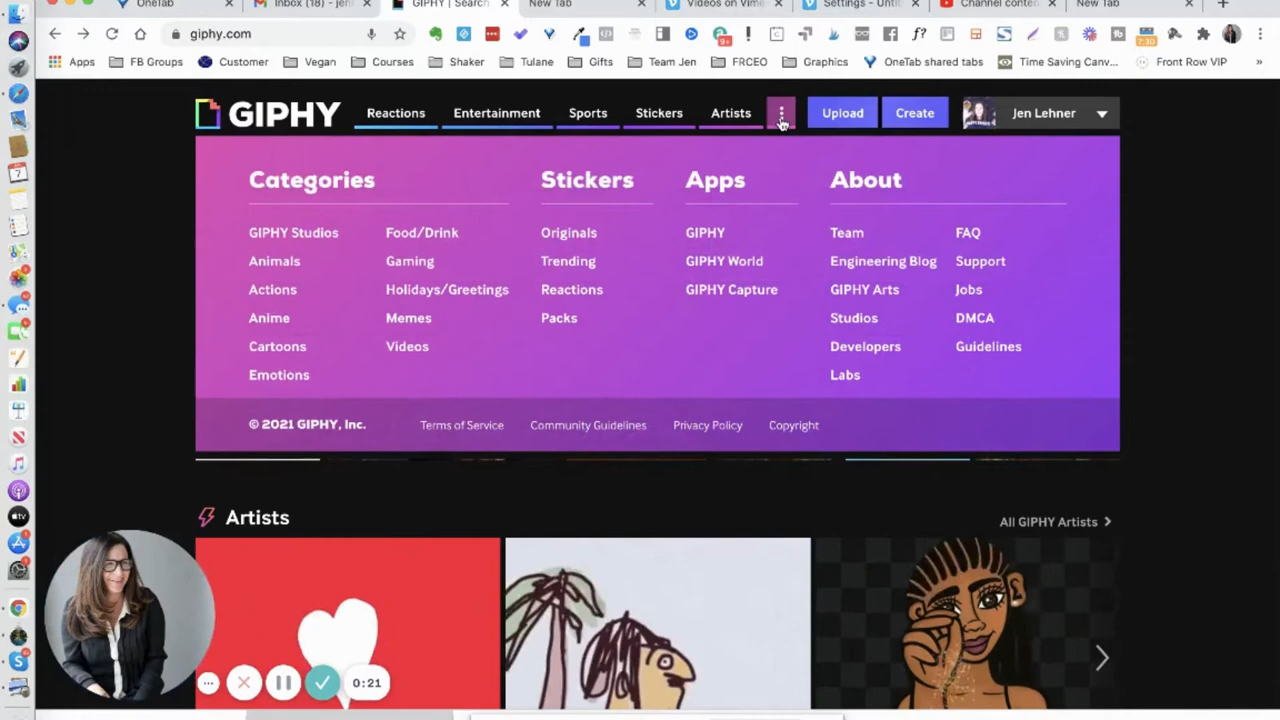 OneTab
Inbox (18) - jenl
GIPHY | Search
New Tab
Videos on Vime
Settings - Untit
Channel conten
New Tab
giphy.com
9+
7:30
Apps
FB Groups
Customer
Vegan
Courses
Shaker
Tulane
Gifts
Team Jen
FRCEO
Graphics
OneTab shared tabs
Time Saving Canv...
Front Row VIP
»
GIPHY
Reactions
Entertainment
Sports
Stickers
Artists
Upload
Create
Jen Lehner
Categories
Stickers
Apps
About
GIPHY Studios
Food/Drink
Originals
GIPHY
Team
FAQ
Animals
Gaming
Trending
GIPHY World
Engineering Blog
Support
Actions
Holidays/Greetings
Reactions
GIPHY Capture
GIPHY Arts
Jobs
Anime
Memes
Packs
Studios
DMCA
Cartoons
Videos
Developers
Guidelines
Emotions
Labs
© 2021 GIPHY, Inc.
Terms of Service
Community Guidelines
Privacy Policy
Copyright
Artists
All GIPHY Artists
0:21